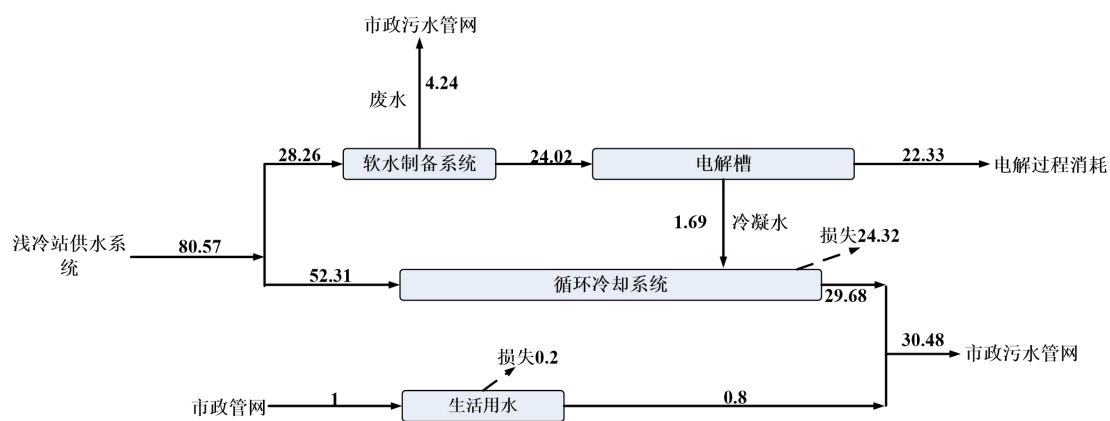 市政污水管网
4.24
废水
28.26
软水制备系统
24.02
电解槽
22.33
电解过程消耗
1.69
冷凝水
浅冷站供水系
统
80.57
损失24.32
52.31
循环冷却系统
29.68
30.48
市政污水管网
损失0.2
市政管网
1
生活用水
0.8